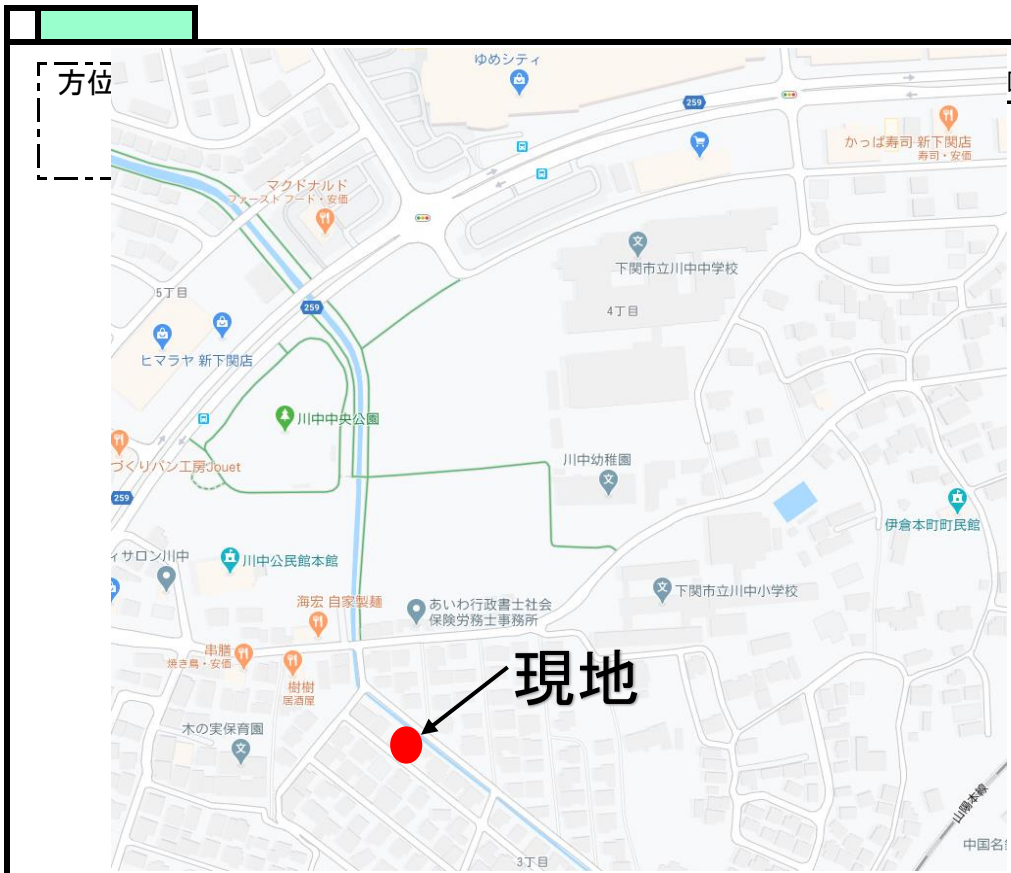 方位
ゆめシティ
259
かっぱ寿司 新下関店
寿司・安価
マクドナルド
ファースト フード・安価
下関市立川中中学校
5丁目
4丁目
259
ヒマラヤ 新下関店
川中中央公園
づくりパン工房Jouet
川中幼稚園
259
伊倉本町町民館
ィサロン川中
川中公民館本館
下関市立川中小学校
海宏 自家製麺
あいわ行政書士社会
保険労務士事務所
串膳
焼き鳥・安価
樹樹
居酒屋
現地
木の実保育園
山陽本線
中国名
3丁目